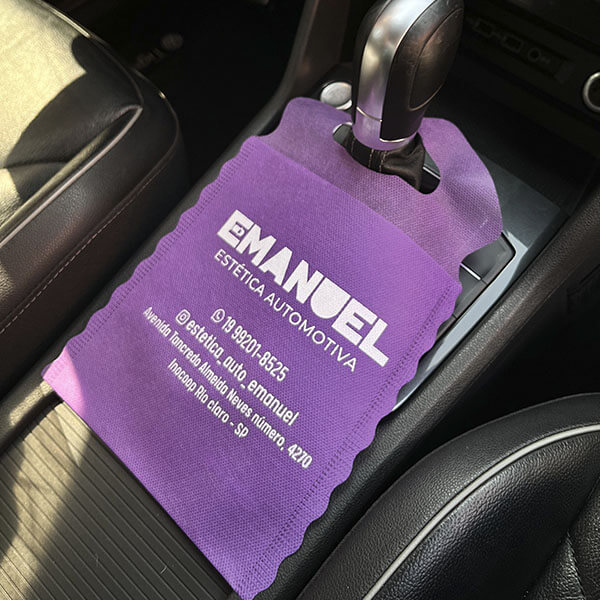 EMANUEL
ESTÉTICA AUTOMOTIVA
19 99201-8525
estetica_auto_emanuel
Avenida Tancredo Almeida Neves número, 4270
Inocoop Rio claro - SP